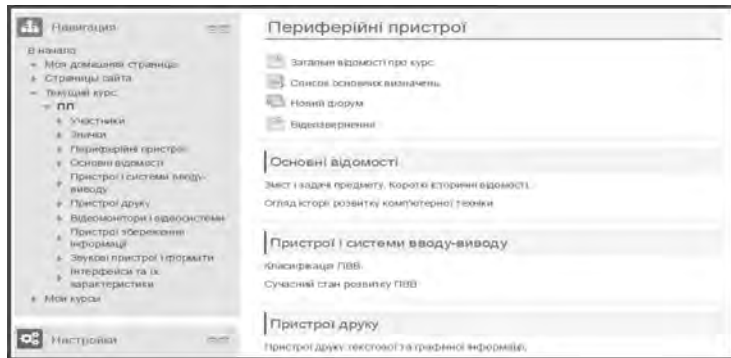 Навигация
В начало
Моя домашняя страница
Страницы сайта
Текущий курс
ПП
Участники
Значки
Периферійні пристрої
Основні відомості
Пристрої і системи вводу-
виводу
Пристрої друку
Відеомонітори і відеосистеми
Пристрої збереження
інформації
Звукові пристрої і формати
Інтерфейси та їх
характеристики
Мои курсы
Настройки
Периферійні пристрої
Загальні відомості про курс
Список основних визначень
Новий форум
Відеозвернення
Основні відомості
Зміст і задачі предмету. Короткі історичні відомості.
Огляд історії розвитку комп'ютерної техніки
Пристрої і системи вводу-виводу
Класифікація ПВВ
Сучасний стан розвитку ПВВ
Пристрої друку
Пристрої друку текстової та графічної інформації,